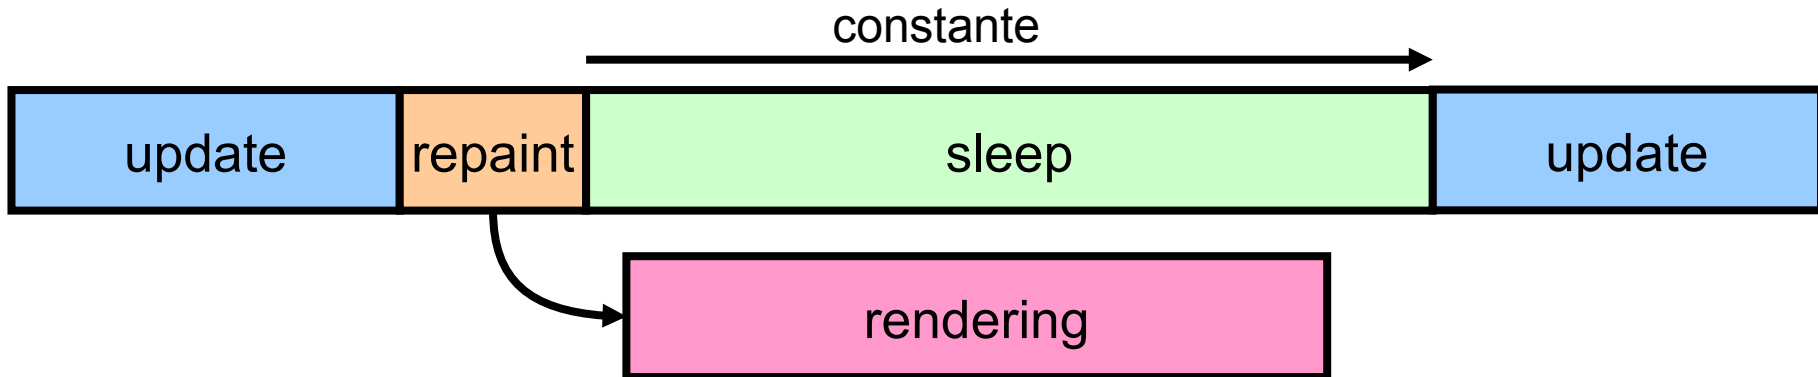 constante
update repaint sleep update
rendering